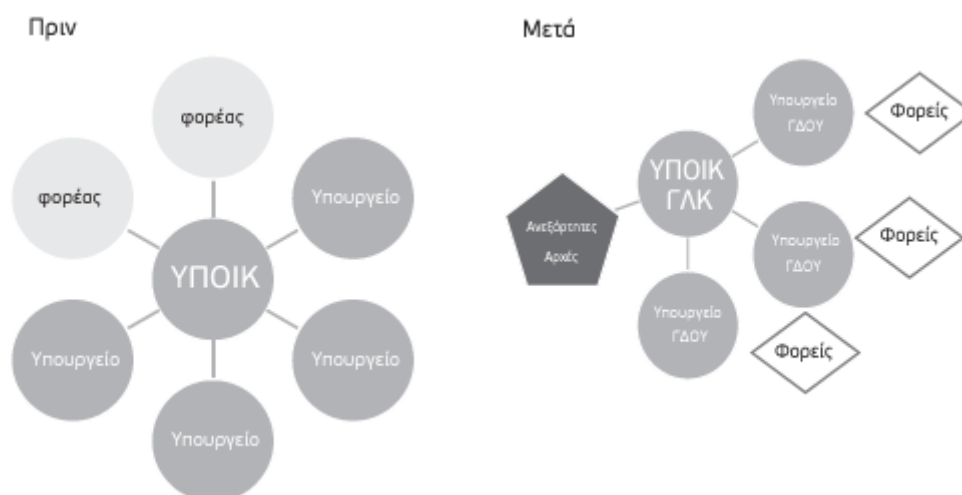 Πριν
φορέας
φορέας
Υπουργείο
ΥΠΟΙΚ
Υπουργείο
Υπουργείο
Υπουργείο
Μετά
Υπουργείο
ΓΔΟΥ
Φορείς
ΥΠΟΙΚ
ΓΛΚ
Ανεξάρτητες
Αρχές
Υπουργείο
ΓΔΟΥ
Φορείς
Υπουργείο
ΓΔΟΥ
Φορείς